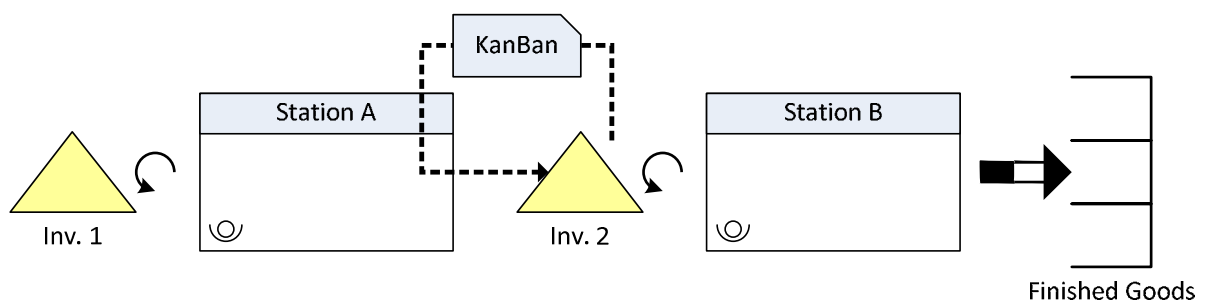 KanBan
Station A
Station B
Inv. 1
Inv. 2
Finished Goods